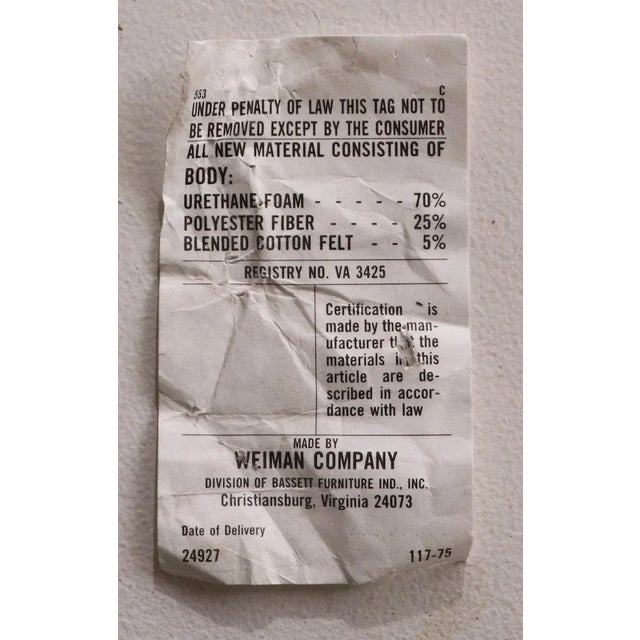 553 C
UNDER PENALTY OF LAW THIS TAG NOT TO
BE REMOVED EXCEPT BY THE CONSUMER
ALL NEW MATERIAL CONSISTING OF
BODY:
URETHANE FOAM - - - - - 70%
POLYESTER FIBER - - - - 25%
BLENDED COTTON FELT - - 5%
REGISTRY NO. VA 3425
Certification is
made by the man-
ufacturer that the
materials in this
article are de-
scribed in accor-
dance with law
MADE BY
WEIMAN COMPANY
DIVISION OF BASSETT FURNITURE IND., INC.
Christiansburg, Virginia 24073
Date of Delivery
24927 117-75